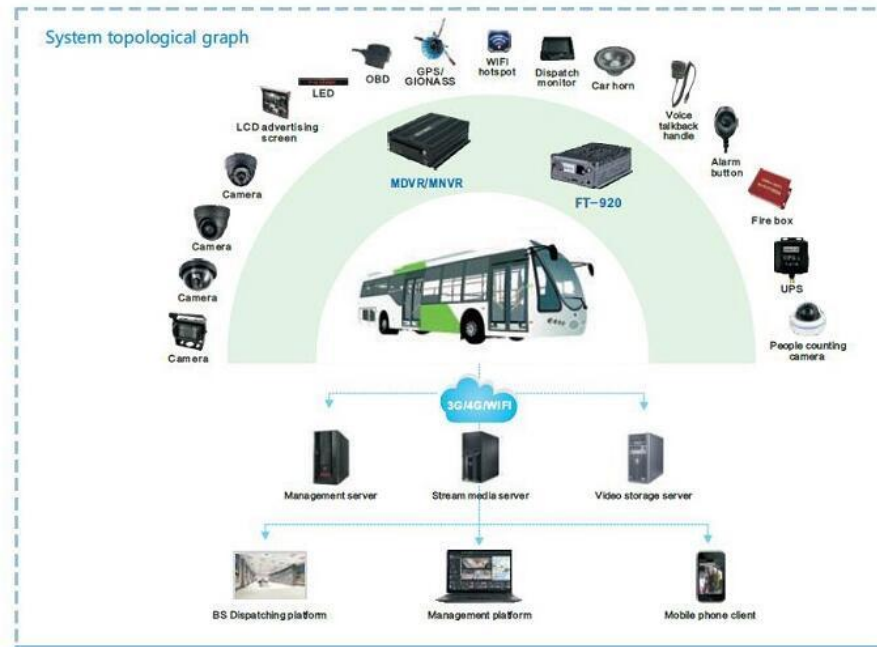 System topological graph
OBD
GPS/
GIONASS
WIFI
hotspot
Dispatch
monitor
Car horn
LED
LCD advertising
screen
Voice
talkback
handle
Alarm
button
Camera
MDVR/MNVR
FT-920
Fire box
Camera
Camera
UPS
Camera
People counting
camera
3G/4G/WIFI
Management server
Stream media server
Video storage server
BS Dispatching platform
Management platform
Mobile phone client